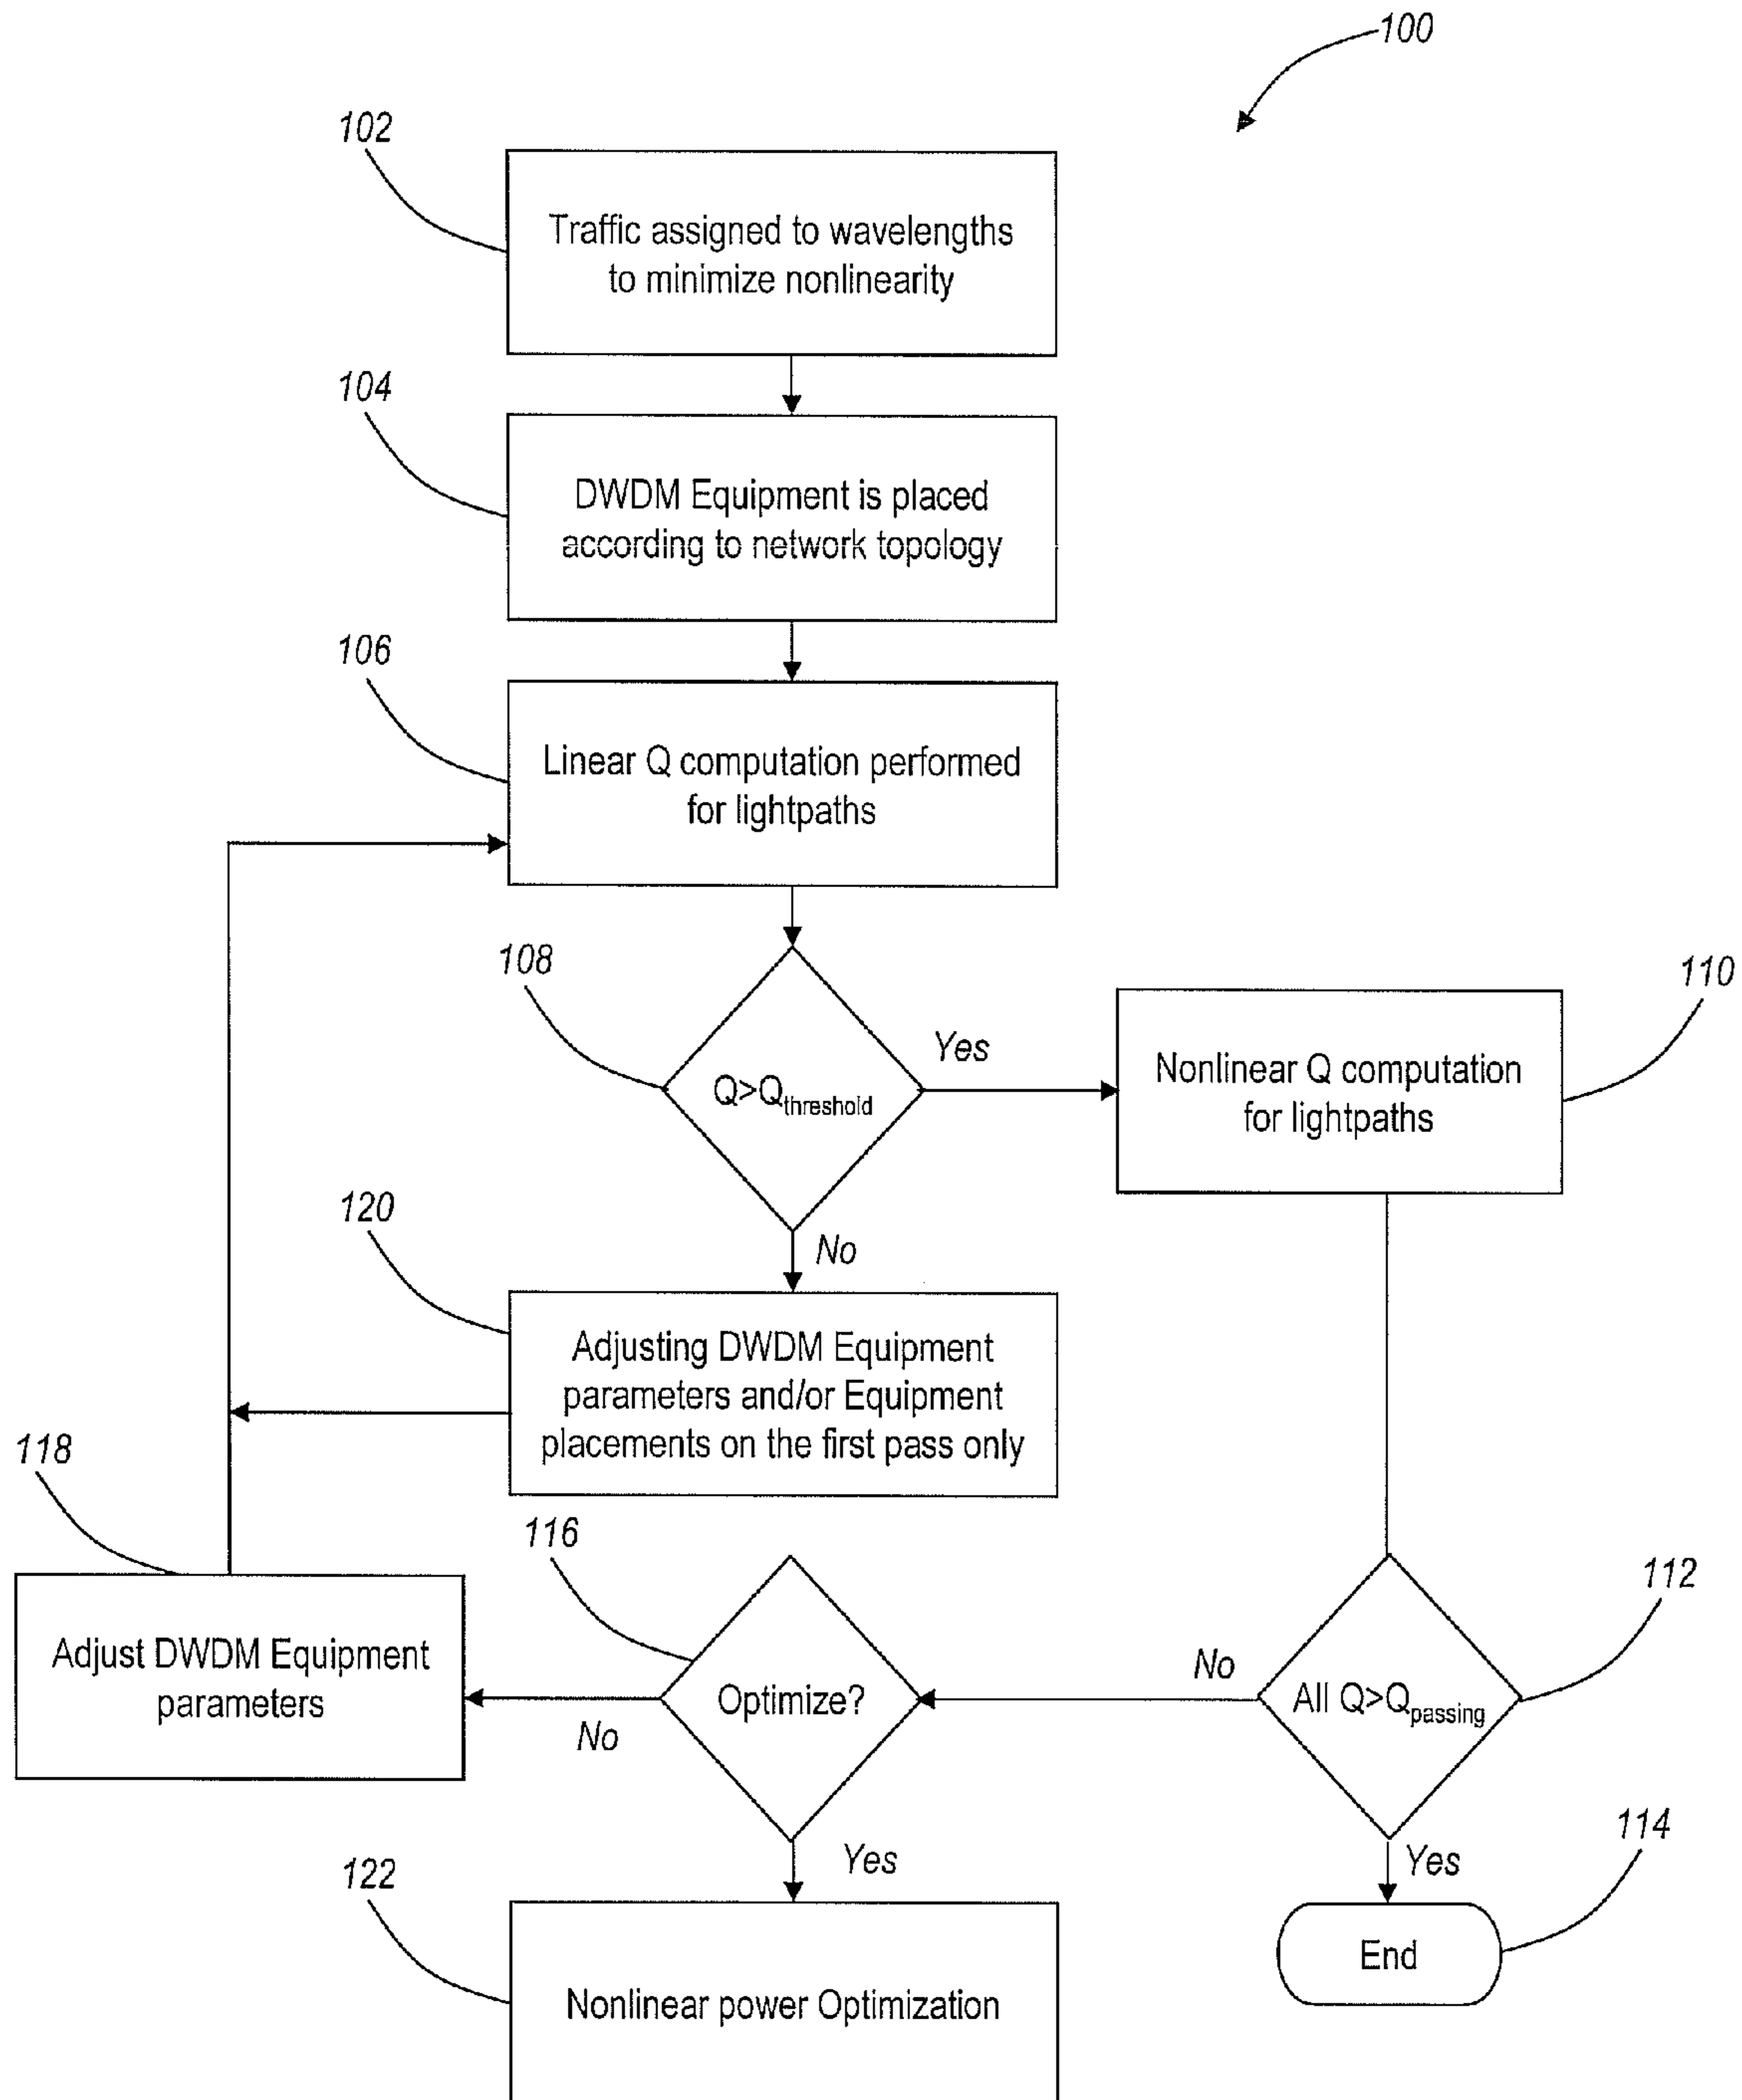 100
102
Traffic assigned to wavelengths
to minimize nonlinearity
104
DWDM Equipment is placed
according to network topology
106
Linear Q computation performed
for lightpaths
108
Q>Qthreshold
Yes
110
Nonlinear Q computation
for lightpaths
No
120
Adjusting DWDM Equipment
parameters and/or Equipment
placements on the first pass only
118
Adjust DWDM Equipment
parameters
116
Optimize?
No
No
112
All Q>Qpassing
Yes
Yes
114
End
122
Nonlinear power Optimization